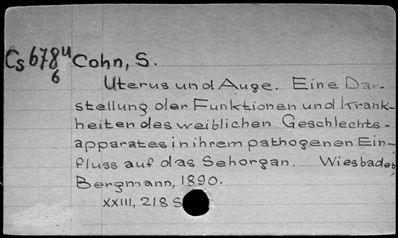 Cs 678u Cohn, S.
6
Uterus und Auge. Eine Dar-
stellung der Funktionen und Krank-
heiten des weiblichen Geschlechts-
apparates in ihrem pathogenen Ein-
fluss auf das Sehorgan. Wiesbaden,
Bergmann, 1890.
XXIII, 218 S